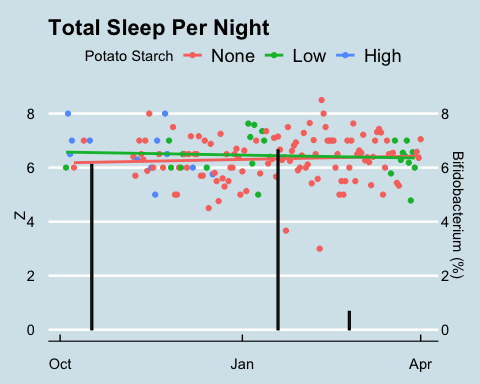 Total Sleep Per Night
Potato Starch None Low High
8 8
6 6
4 4
2 2
0 0
Z
Bifidobacterium (%)
Oct Jan Apr